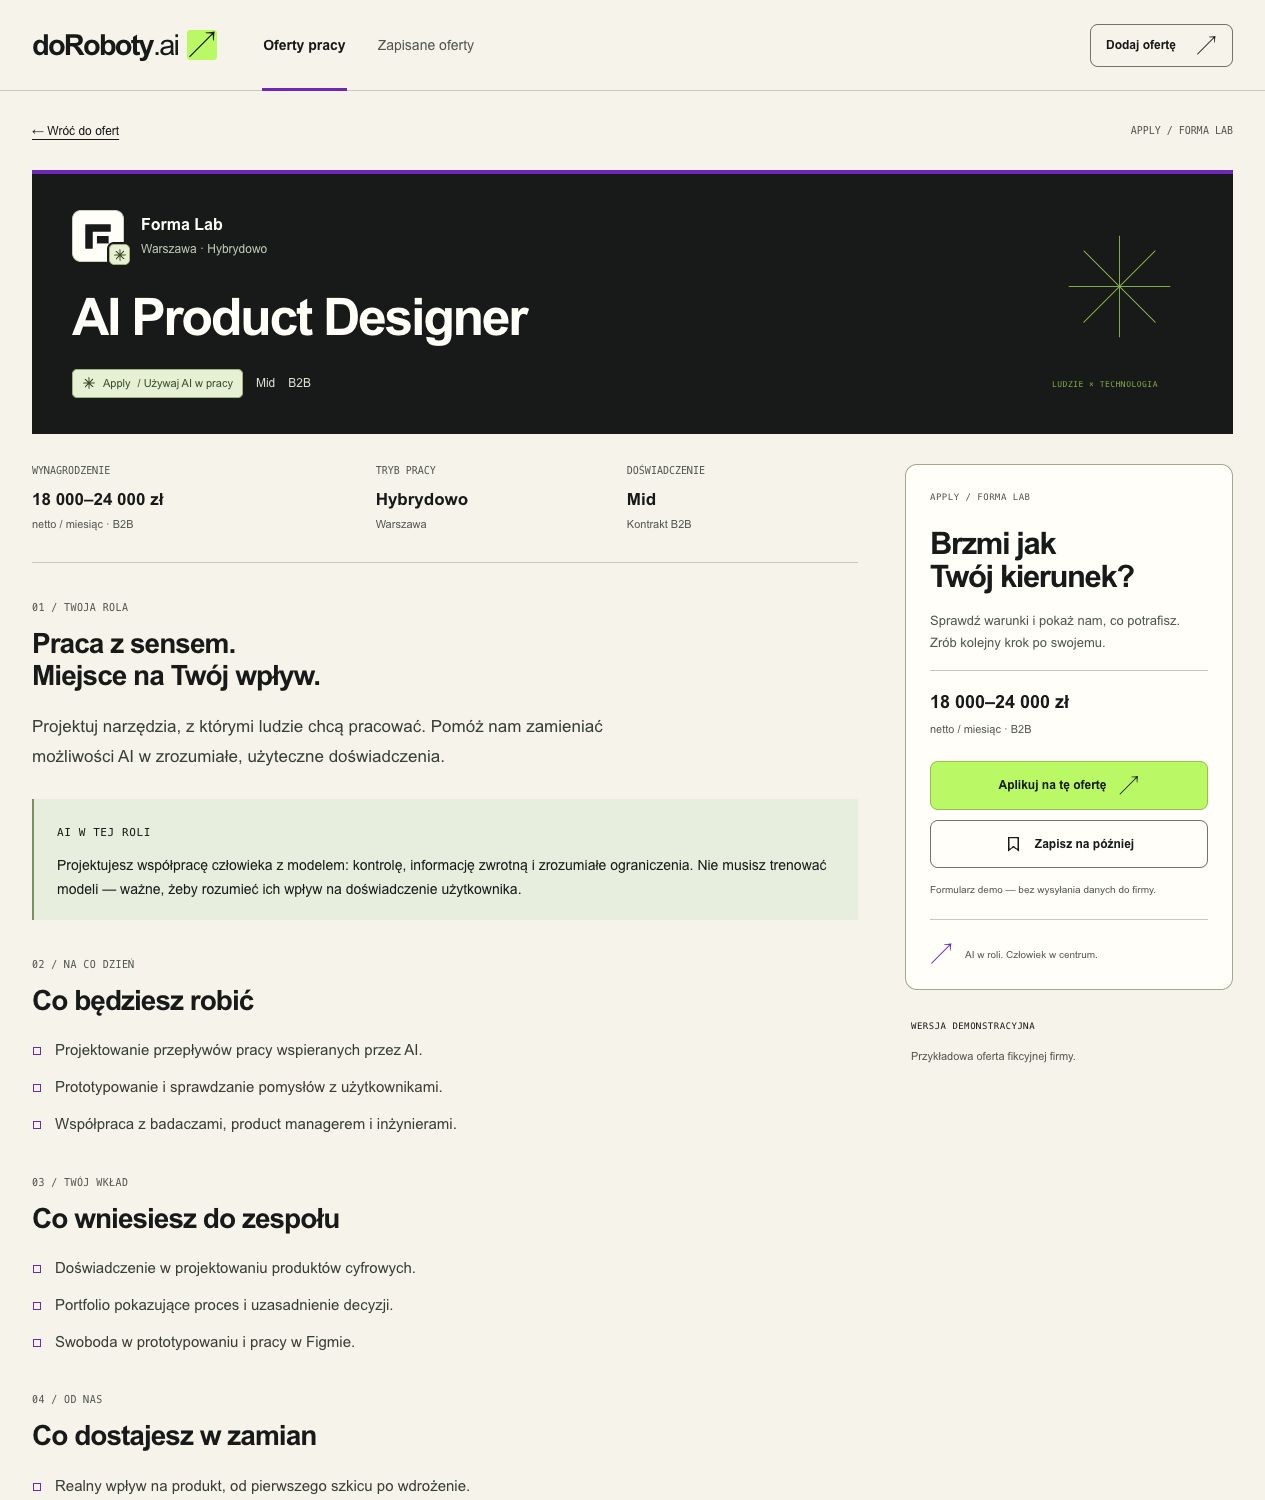 doRoboty.ai
Oferty pracy
Zapisane oferty
Dodaj ofertę
← Wróć do ofert
APPLY / FORMA LAB
Forma Lab
Warszawa · Hybrydowo
AI Product Designer
Apply / Używaj AI w pracy
Mid
B2B
LUDZIE × TECHNOLOGIA
WYNAGRODZENIE
18 000–24 000 zł
netto / miesiąc · B2B
TRYB PRACY
Hybrydowo
Warszawa
DOŚWIADCZENIE
Mid
Kontrakt B2B
01 / TWOJA ROLA
Praca z sensem.
Miejsce na Twój wpływ.
Projektuj narzędzia, z którymi ludzie chcą pracować. Pomóż nam zamieniać
możliwości AI w zrozumiałe, użyteczne doświadczenia.
AI W TEJ ROLI
Projektujesz współpracę człowieka z modelem: kontrolę, informację zwrotną i zrozumiałe ograniczenia. Nie musisz trenować
modeli — ważne, żeby rozumieć ich wpływ na doświadczenie użytkownika.
02 / NA CO DZIEŃ
Co będziesz robić
Projektowanie przepływów pracy wspieranych przez AI.
Prototypowanie i sprawdzanie pomysłów z użytkownikami.
Współpraca z badaczami, product managerem i inżynierami.
03 / TWÓJ WKŁAD
Co wniesiesz do zespołu
Doświadczenie w projektowaniu produktów cyfrowych.
Portfolio pokazujące proces i uzasadnienie decyzji.
Swoboda w prototypowaniu i pracy w Figmie.
04 / OD NAS
Co dostajesz w zamian
Realny wpływ na produkt, od pierwszego szkicu po wdrożenie.
APPLY / FORMA LAB
Brzmi jak
Twój kierunek?
Sprawdź warunki i pokaż nam, co potrafisz.
Zrób kolejny krok po swojemu.
18 000–24 000 zł
netto / miesiąc · B2B
Aplikuj na tę ofertę
Zapisz na później
Formularz demo — bez wysyłania danych do firmy.
AI w roli. Człowiek w centrum.
WERSJA DEMONSTRACYJNA
Przykładowa oferta fikcyjnej firmy.